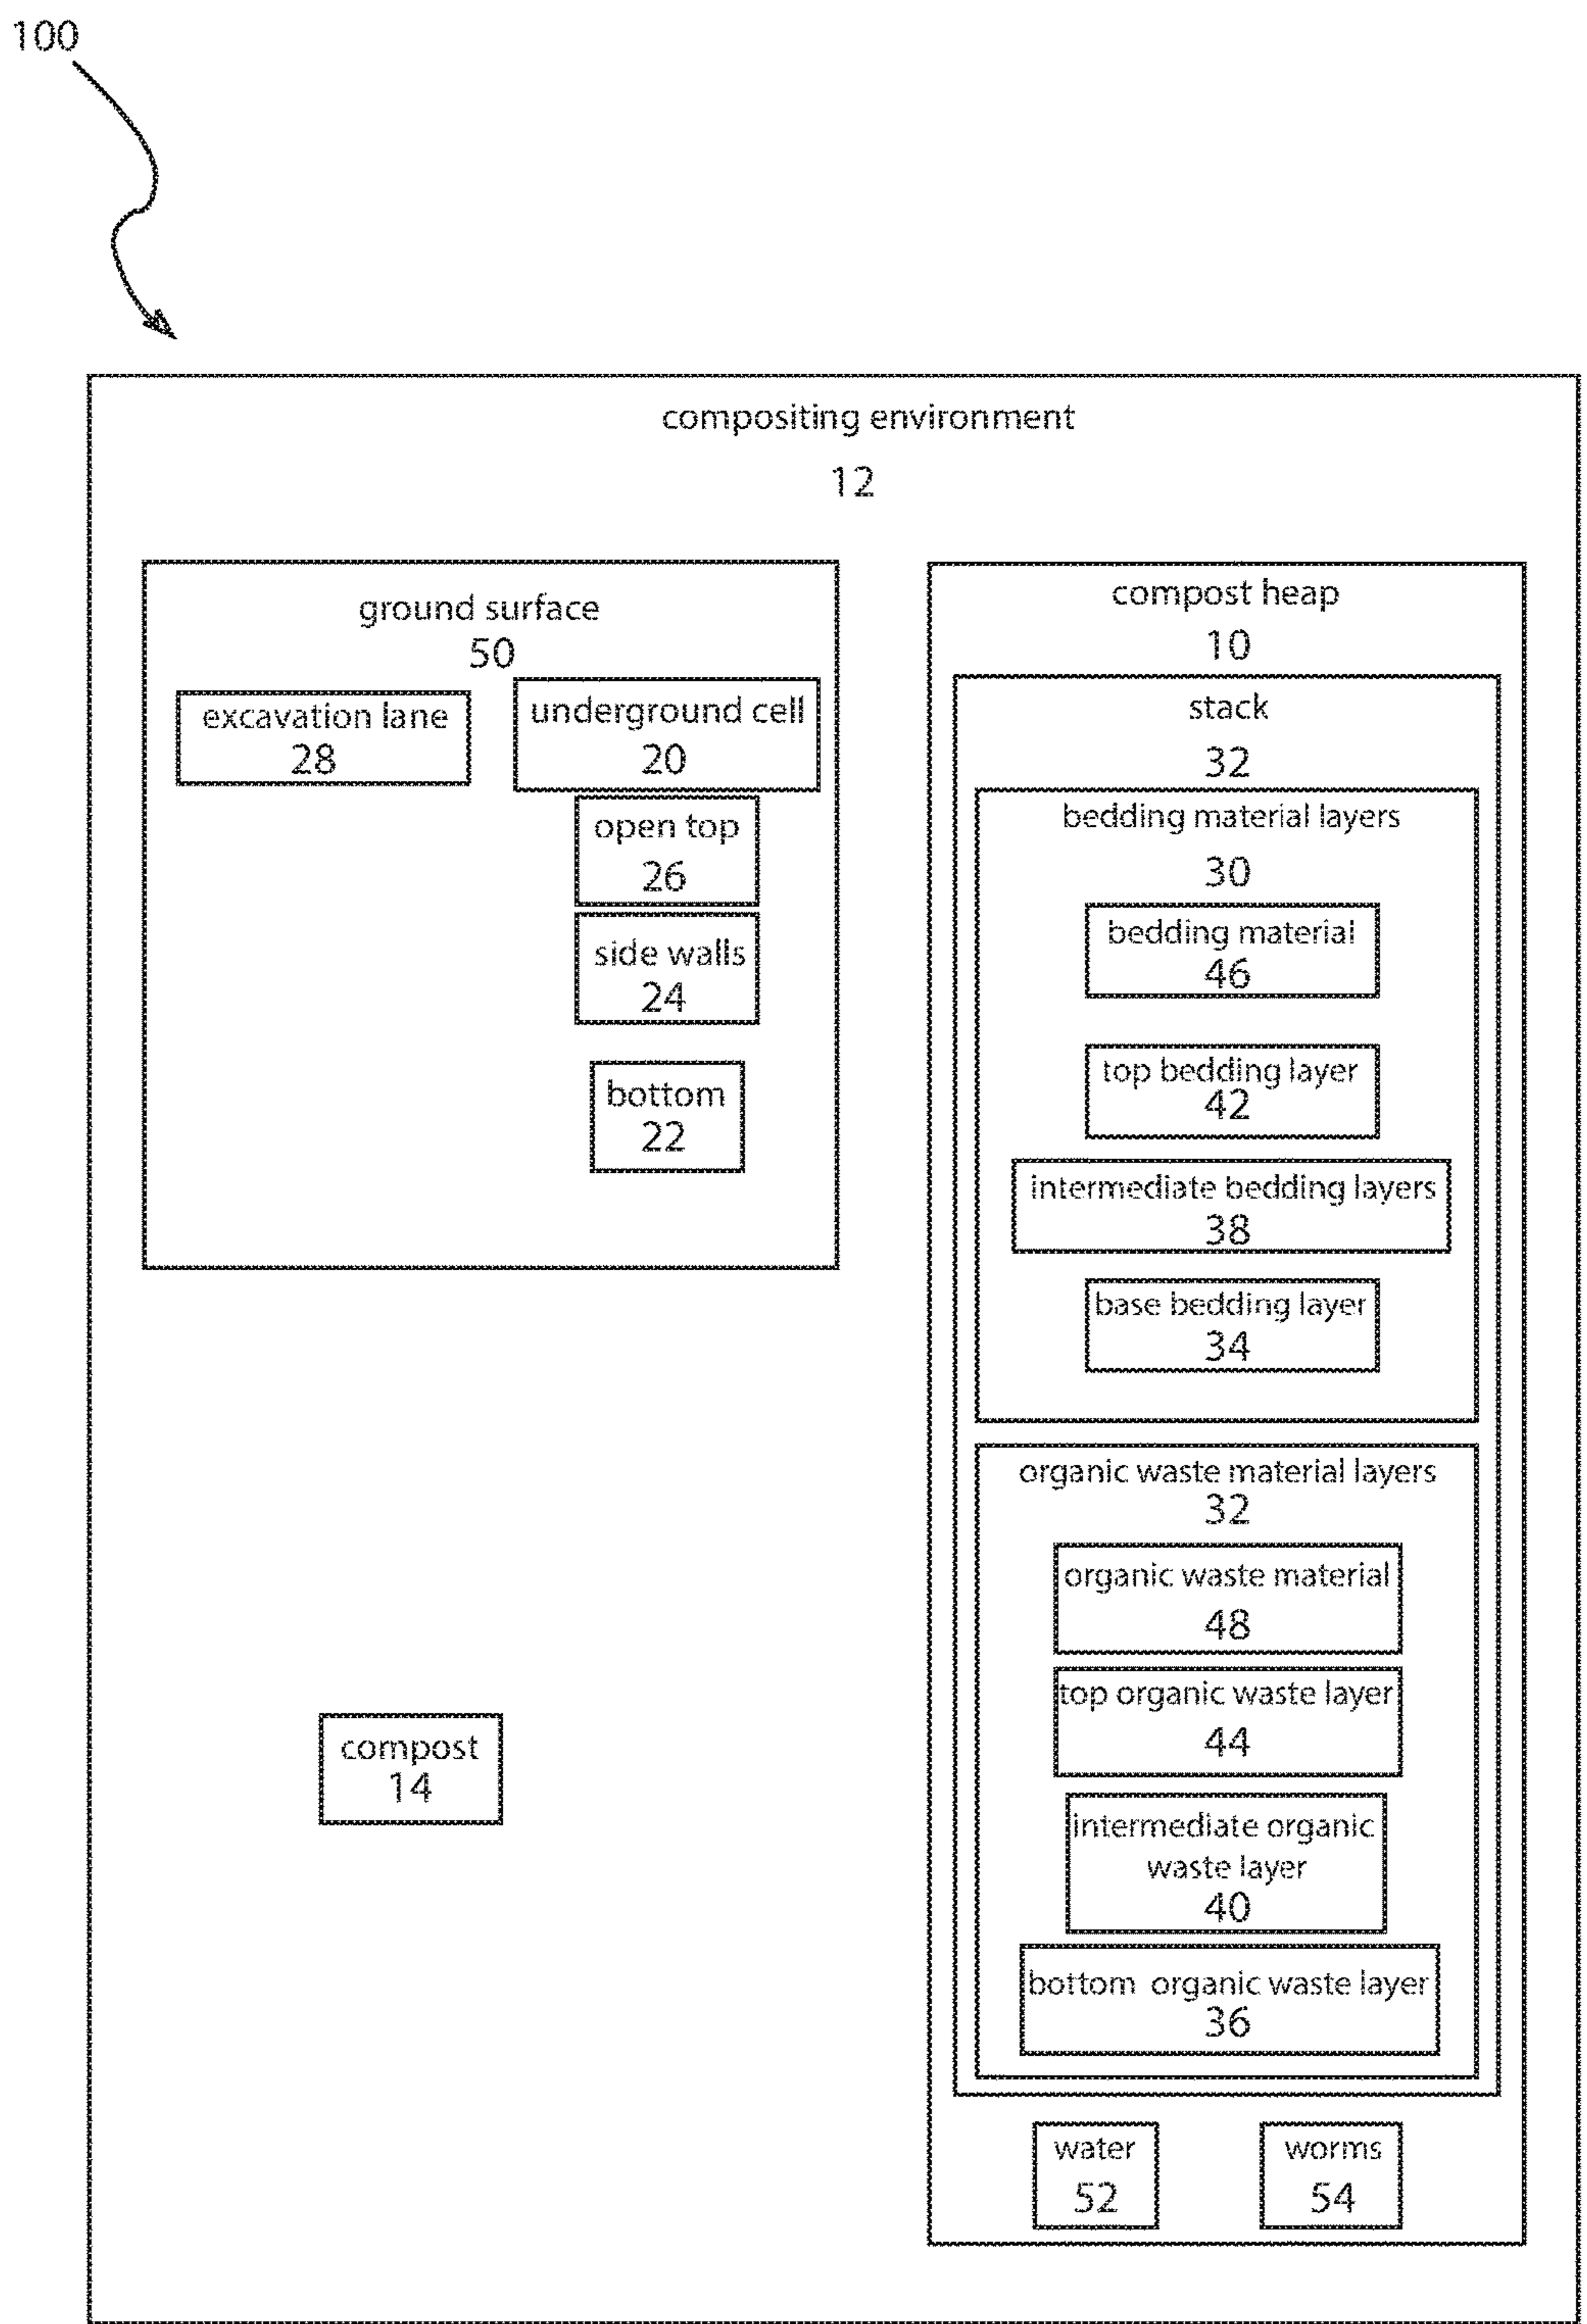 100
compositing environment
12
ground surface
50
excavation lane
28
underground cell
20
open top
26
side walls
24
bottom
22
compost
14
compost heap
10
stack
32
bedding material layers
30
bedding material
46
top bedding layer
42
intermediate bedding layers
38
base bedding layer
34
organic waste material layers
32
organic waste material
48
top organic waste layer
44
intermediate organic
waste layer
40
bottom organic waste layer
36
water
52
worms
54